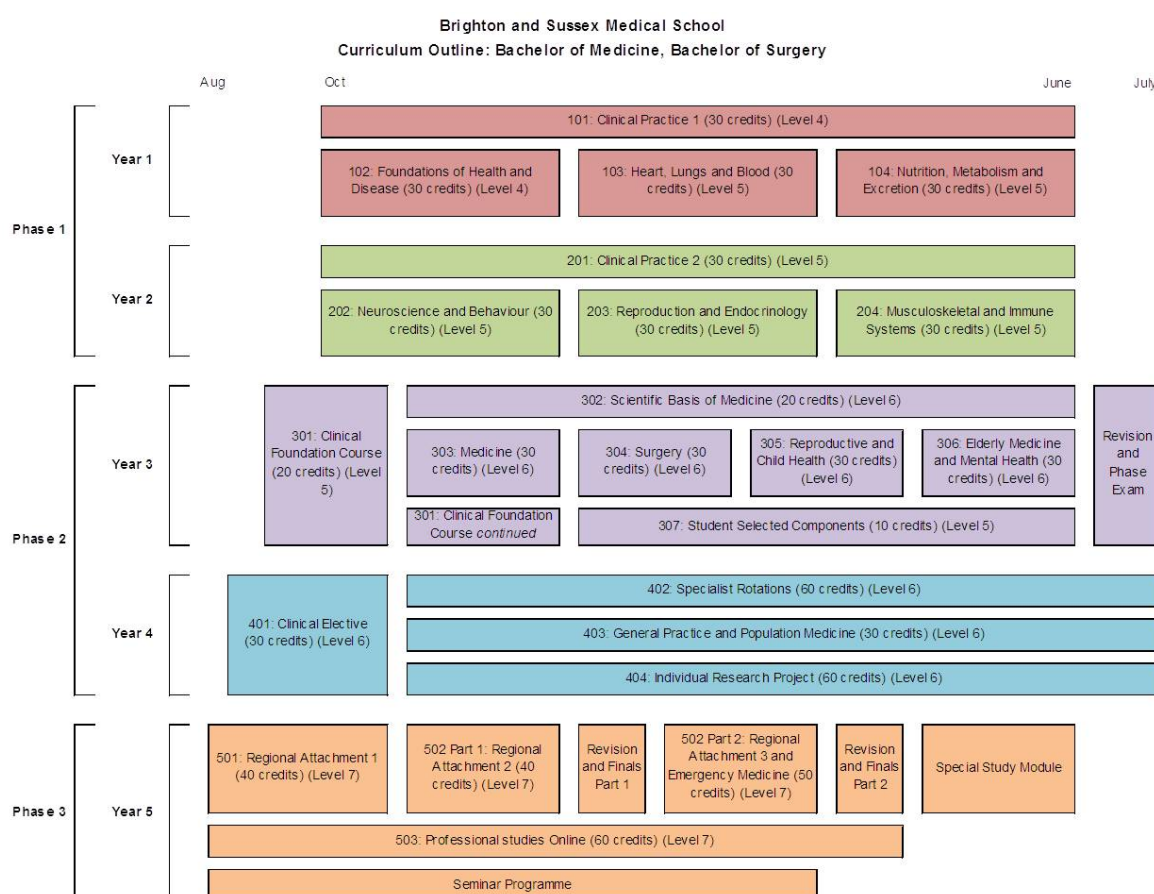 Brighton and Sussex Medical School
Curriculum Outline: Bachelor of Medicine, Bachelor of Surgery
Aug
Oct
June
July
Phase 1
Year 1
101: Clinical Practice 1 (30 credits) (Level 4)
102: Foundations of Health and
Disease (30 credits) (Level 4)
103: Heart, Lungs and Blood (30
credits) (Level 5)
104: Nutrition, Metabolism and
Excretion (30 credits) (Level 5)
Year 2
201: Clinical Practice 2 (30 credits) (Level 5)
202: Neuroscience and Behaviour (30
credits) (Level 5)
203: Reproduction and Endocrinology
(30 credits) (Level 5)
204: Musculoskeletal and Immune
Systems (30 credits) (Level 5)
Phase 2
Year 3
301: Clinical
Foundation Course
(20 credits) (Level
5)
302: Scientific Basis of Medicine (20 credits) (Level 6)
303: Medicine (30
credits) (Level 6)
304: Surgery (30
credits) (Level 6)
305: Reproductive and
Child Health (30 credits)
(Level 6)
306: Elderly Medicine
and Mental Health (30
credits) (Level 6)
301: Clinical Foundation
Course continued
307: Student Selected Components (10 credits) (Level 5)
Revision
and
Phase
Exam
Year 4
401: Clinical Elective
(30 credits) (Level 6)
402: Specialist Rotations (60 credits) (Level 6)
403: General Practice and Population Medicine (30 credits) (Level 6)
404: Individual Research Project (60 credits) (Level 6)
Phase 3
Year 5
501: Regional Attachment 1
(40 credits) (Level 7)
502 Part 1: Regional
Attachment 2 (40
credits) (Level 7)
Revision
and Finals
Part 1
502 Part 2: Regional
Attachment 3 and
Emergency Medicine (50
credits) (Level 7)
Revision
and Finals
Part 2
Special Study Module
503: Professional studies Online (60 credits) (Level 7)
Seminar Programme